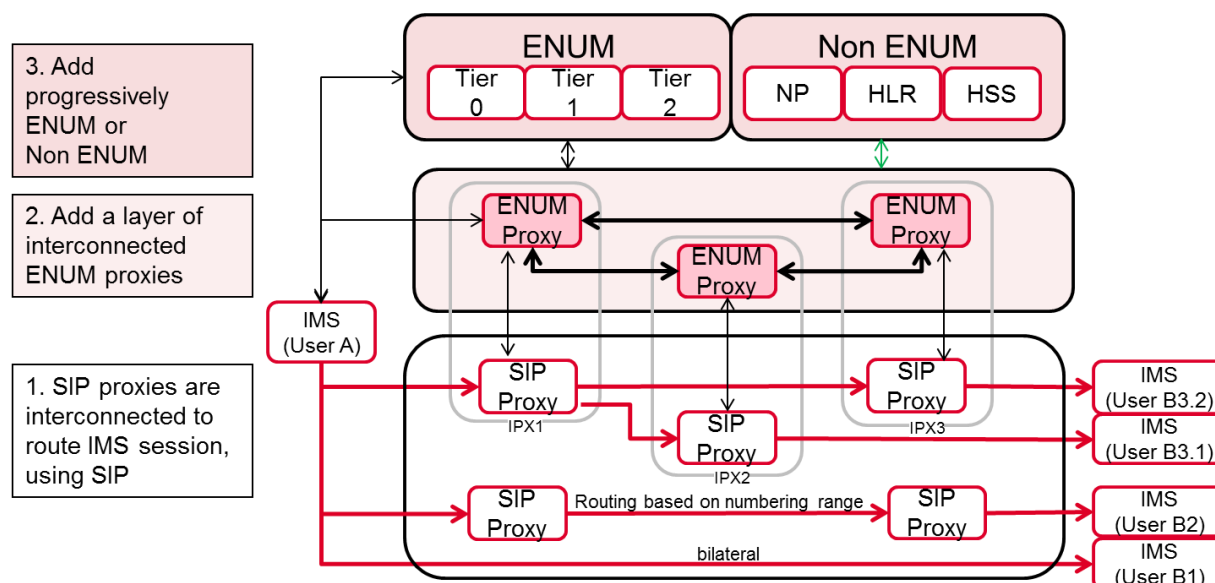 ENUM
Non ENUM
3. Add
progressively
ENUM or
Non ENUM
Tier
0
Tier
1
Tier
2
NP
HLR
HSS
2. Add a layer of
interconnected
ENUM proxies
ENUM
Proxy
ENUM
Proxy
ENUM
Proxy
IMS
(User A)
1. SIP proxies are
interconnected to
route IMS session,
using SIP
SIP
Proxy
IPX1
SIP
Proxy
IPX2
SIP
Proxy
IPX3
IMS
(User B3.2)
IMS
(User B3.1)
SIP
Proxy
Routing based on numbering range
SIP
Proxy
IMS
(User B2)
bilateral
IMS
(User B1)